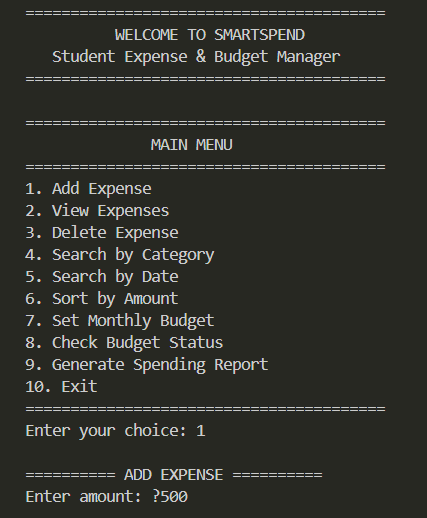 ========================================
WELCOME TO SMARTSPEND
Student Expense & Budget Manager
========================================
========================================
MAIN MENU
========================================
1. Add Expense
2. View Expenses
3. Delete Expense
4. Search by Category
5. Search by Date
6. Sort by Amount
7. Set Monthly Budget
8. Check Budget Status
9. Generate Spending Report
10. Exit
========================================
Enter your choice: 1
========== ADD EXPENSE ==========
Enter amount: ?500